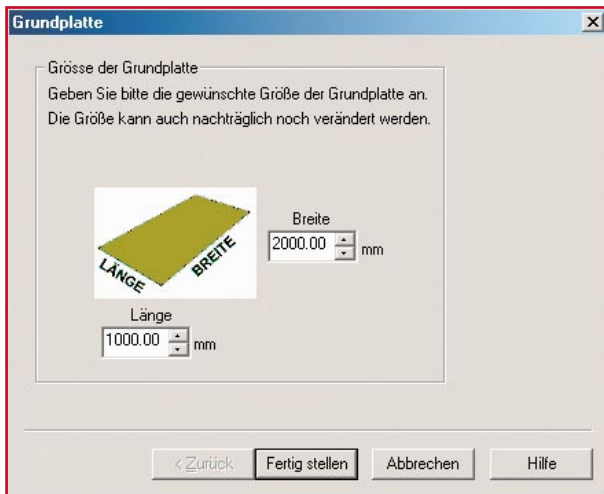 Grundplatte
Grösse der Grundplatte
Geben Sie bitte die gewünschte Größe der Grundplatte an.
Die Größe kann auch nachträglich noch verändert werden.
LÄNGE
BREITE
Breite
2000.00 mm
Länge
1000.00 mm
< Zurück Fertig stellen Abbrechen Hilfe